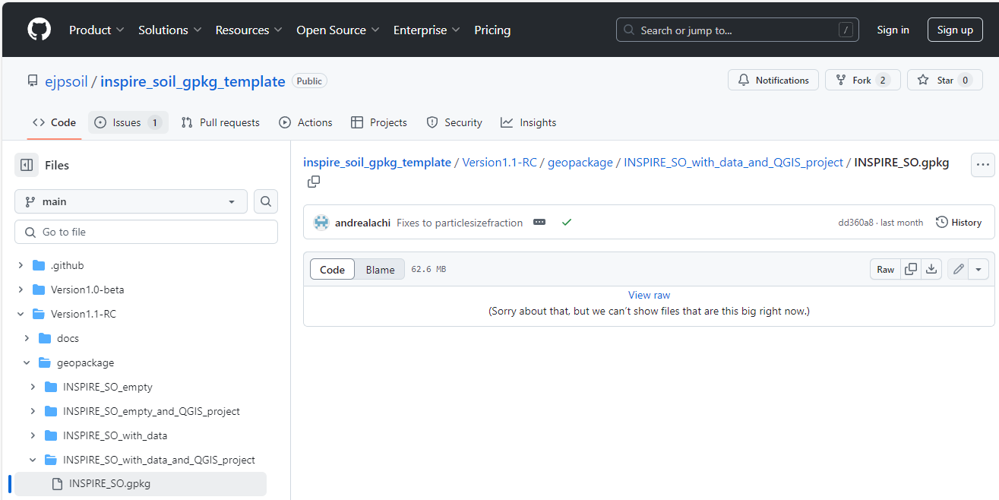 Product Solutions Resources Open Source Enterprise Pricing Search or jump to... / Sign in Sign up
ejpsoil / inspire_soil_gpkg_template Public Notifications Fork 2 Star 0
Code Issues 1 Pull requests Actions Projects Security Insights
Files
main
Go to file
.github
Version1.0-beta
Version1.1-RC
docs
geopackage
INSPIRE_SO_empty
INSPIRE_SO_empty_and_QGIS_project
INSPIRE_SO_with_data
INSPIRE_SO_with_data_and_QGIS_project
INSPIRE_SO.gpkg
inspire_soil_gpkg_template / Version1.1-RC / geopackage / INSPIRE_SO_with_data_and_QGIS_project / INSPIRE_SO.gpkg
andrealachi Fixes to particlesizefraction dd360a8 · last month History
Code Blame 62.6 MB Raw
View raw
(Sorry about that, but we can’t show files that are this big right now.)